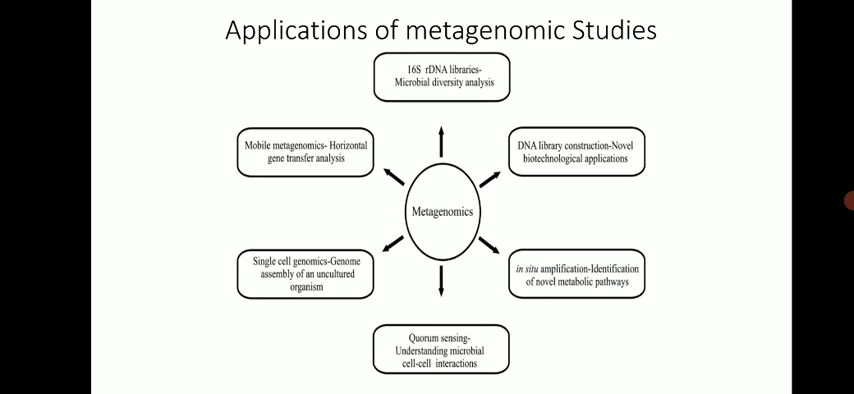 Applications of metagenomic Studies
16S rDNA libraries-
Microbial diversity analysis
Mobile metagenomics- Horizontal
gene transfer analysis
DNA library construction-Novel
biotechnological applications
Metagenomics
Single cell genomics-Genome
assembly of an uncultured
organism
in situ amplification-Identification
of novel metabolic pathways
Quorum sensing-
Understanding microbial
cell-cell interactions